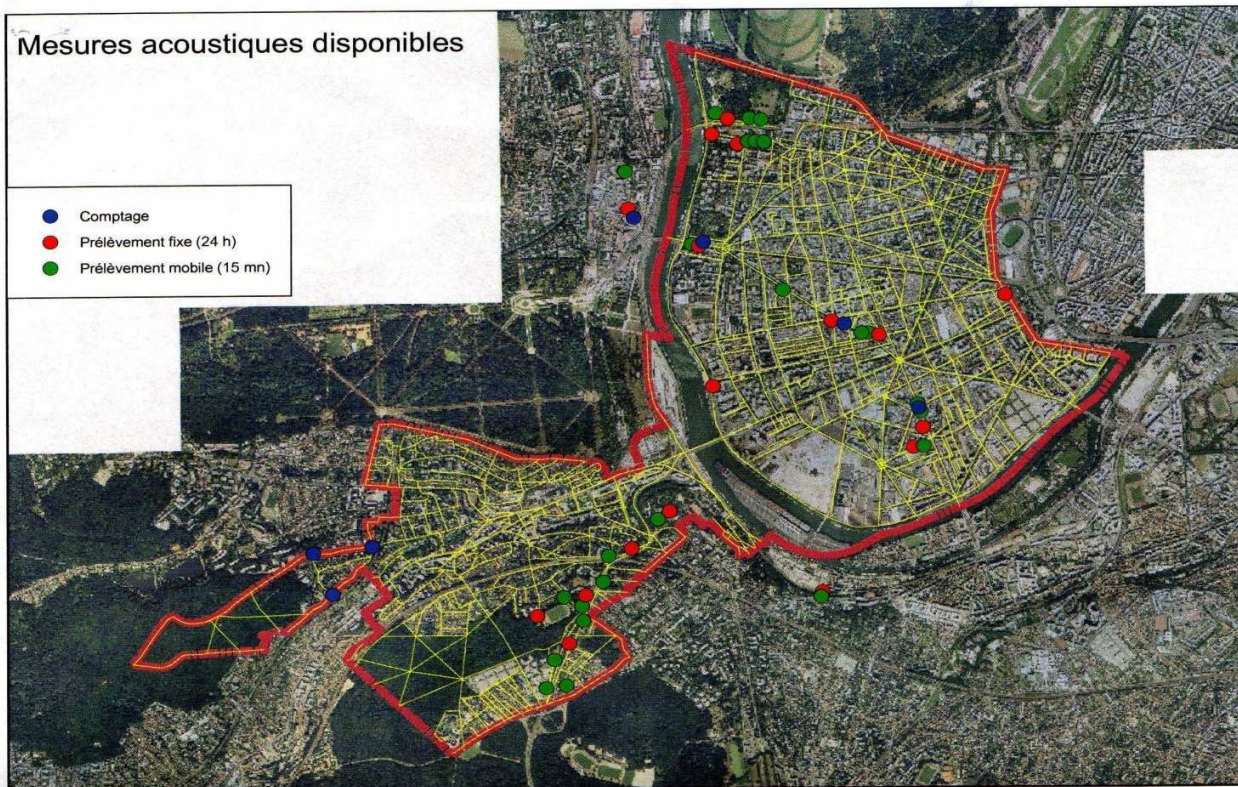 Mesures acoustiques disponibles
Comptage
Prélèvement fixe (24 h)
Prélèvement mobile (15 mn)